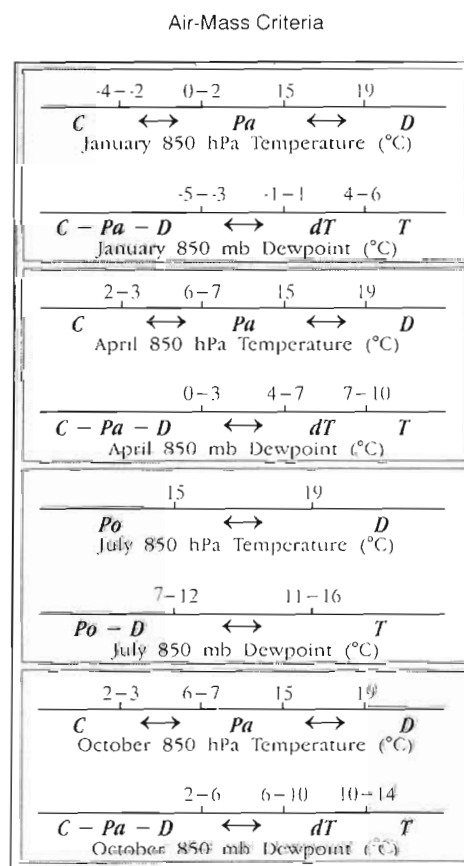 Air-Mass Criteria
-4 – -2 0 – 2 15 19
C ↔ Pa ↔ D
January 850 hPa Temperature (°C)
-5 – -3 -1 – 1 4 – 6
C – Pa – D ↔ dT T
January 850 mb Dewpoint (°C)
2 – 3 6 – 7 15 19
C ↔ Pa ↔ D
April 850 hPa Temperature (°C)
0 – 3 4 – 7 7 – 10
C – Pa – D ↔ dT T
April 850 mb Dewpoint (°C)
15 19
Po ↔ D
July 850 hPa Temperature (°C)
7 – 12 11 – 16
Po – D ↔ T
July 850 mb Dewpoint (°C)
2 – 3 6 – 7 15 19
C ↔ Pa ↔ D
October 850 hPa Temperature (°C)
2 – 6 6 – 10 10 – 14
C – Pa – D ↔ dT T
October 850 mb Dewpoint (°C)